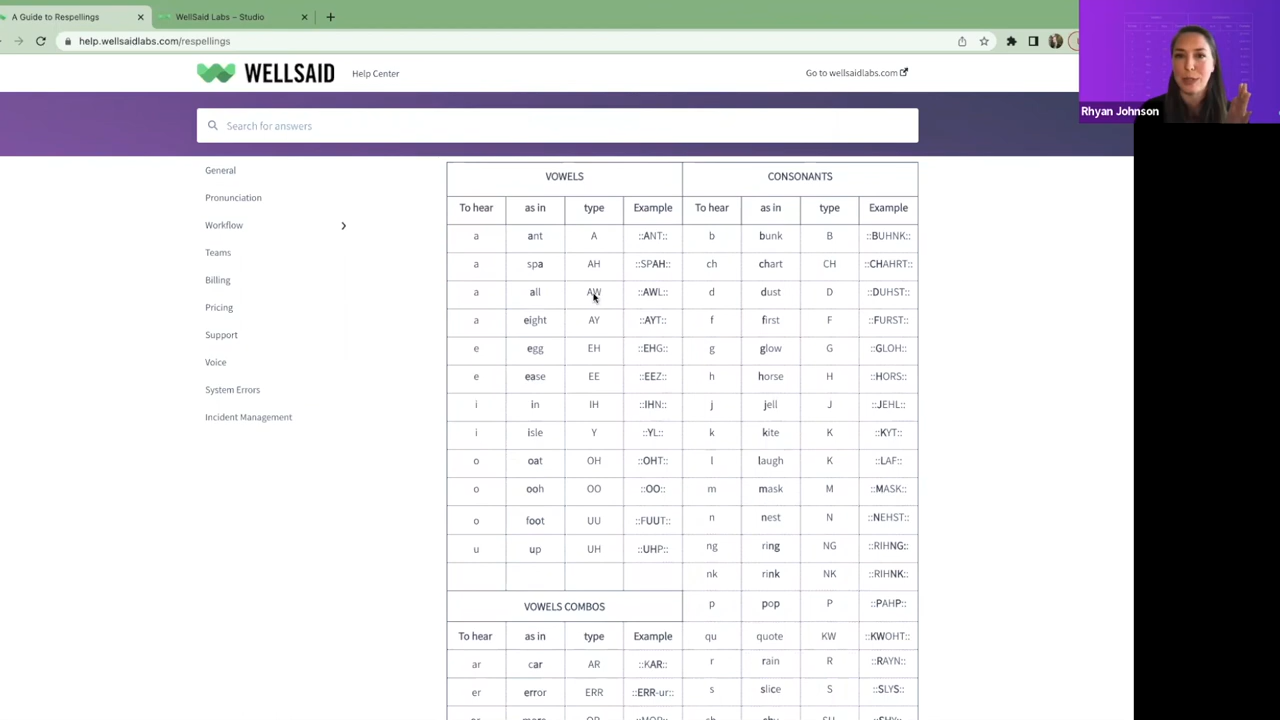 A Guide to Respellings
WellSaid Labs – Studio
help.wellsaidlabs.com/respellings
WELLSAID
Help Center
Go to wellsaidlabs.com
Rhyan Johnson
Search for answers
General
Pronunciation
Workflow
Teams
Billing
Pricing
Support
Voice
System Errors
Incident Management
VOWELS CONSONANTS
To hear as in type Example To hear as in type Example
a ant A ::ANT:: b bunk B ::BUHNK::
a spa AH ::SPAH:: ch chart CH ::CHAHRT::
a all AW ::AWL:: d dust D ::DUHST::
a eight AY ::AYT:: f first F ::FURST::
e egg EH ::EHG:: g glow G ::GLOH::
e ease EE ::EEZ:: h horse H ::HORS::
i in IH ::IHN:: j jell J ::JEHL::
i isle Y ::YL:: k kite K ::KYT::
o oat OH ::OHT:: l laugh K ::LAF::
o ooh OO ::OO:: m mask M ::MASK::
o foot UU ::FUUT:: n nest N ::NEHST::
u up UH ::UHP:: ng ring NG ::RIHNG::
nk rink NK ::RIHNK::
VOWELS COMBOS p pop P ::PAHP::
To hear as in type Example qu quote KW ::KWOHT::
ar car AR ::KAR:: r rain R ::RAYN::
er error ERR ::ERR-ur:: s slice S ::SLYS::